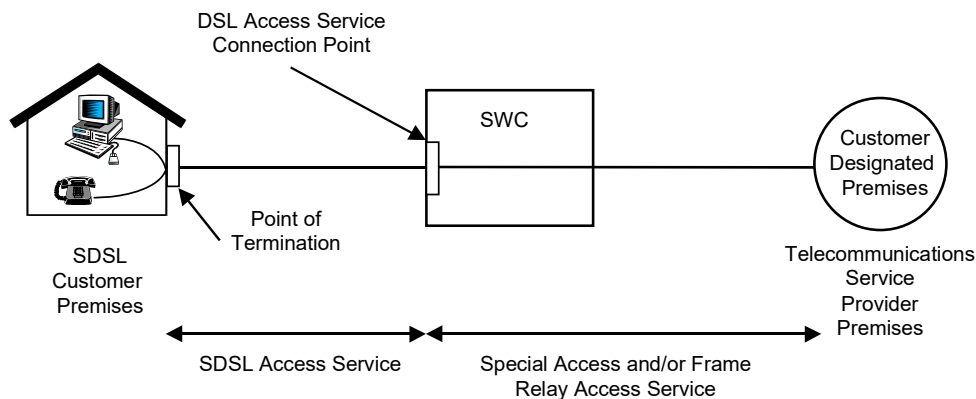 DSL Access Service
Connection Point
SWC
Customer
Designated
Premises
Point of
Termination
SDSL
Customer
Premises
Telecommunications
Service
Provider
Premises
SDSL Access Service
Special Access and/or Frame
Relay Access Service